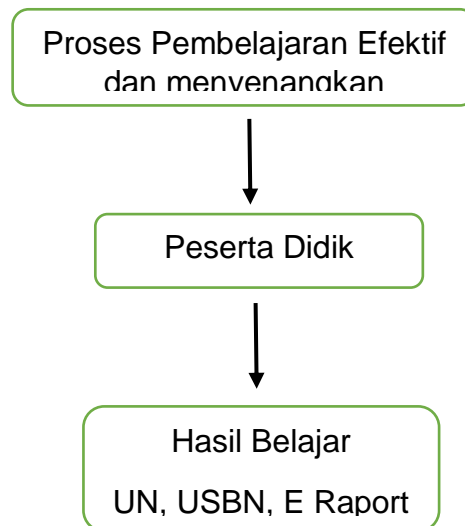 Proses Pembelajaran Efektif
dan menyenangkan
Peserta Didik
Hasil Belajar
UN, USBN, E Raport